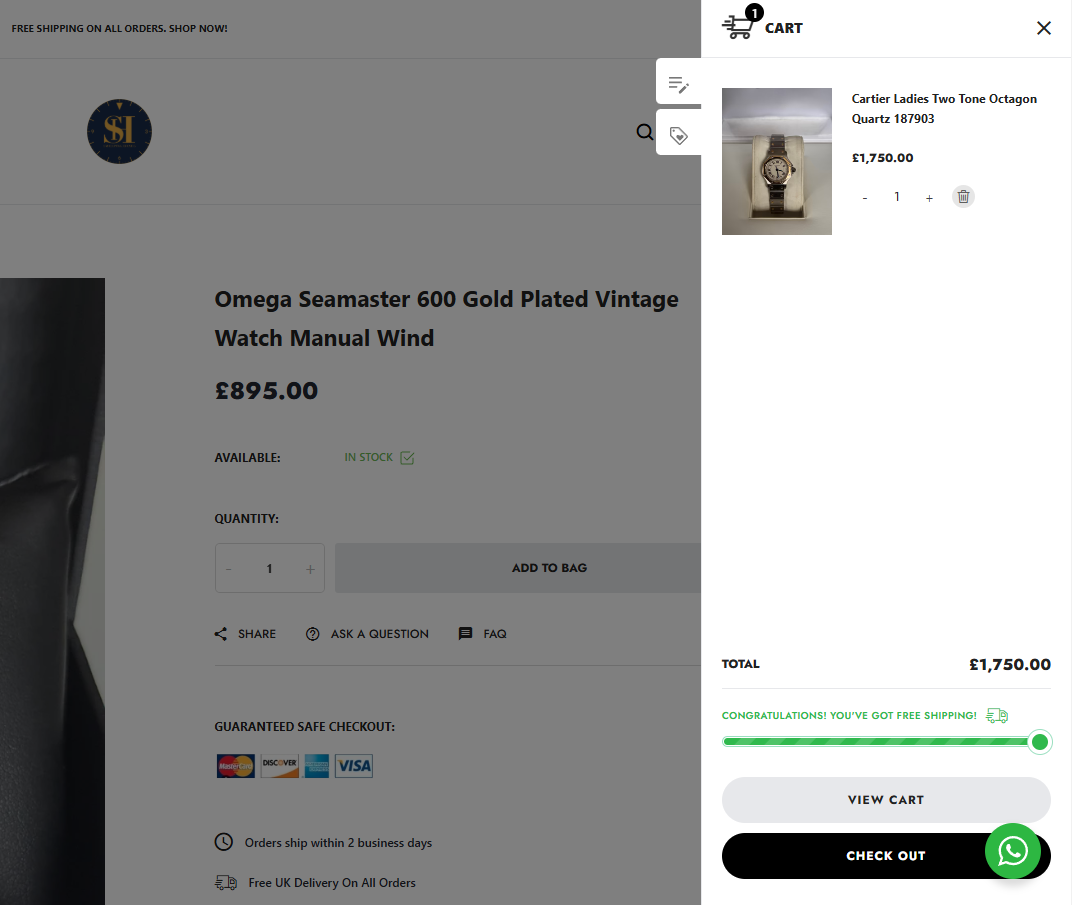 FREE SHIPPING ON ALL ORDERS. SHOP NOW!
SI
Omega Seamaster 600 Gold Plated Vintage
Watch Manual Wind
£895.00
AVAILABLE:
IN STOCK
QUANTITY:
- 1 +
ADD TO BAG
SHARE
ASK A QUESTION
FAQ
GUARANTEED SAFE CHECKOUT:
MasterCard
DISCOVER
VISA
Orders ship within 2 business days
Free UK Delivery On All Orders
1
CART
Cartier Ladies Two Tone Octagon
Quartz 187903
£1,750.00
- 1 +
TOTAL
£1,750.00
CONGRATULATIONS! YOU'VE GOT FREE SHIPPING!
VIEW CART
CHECK OUT